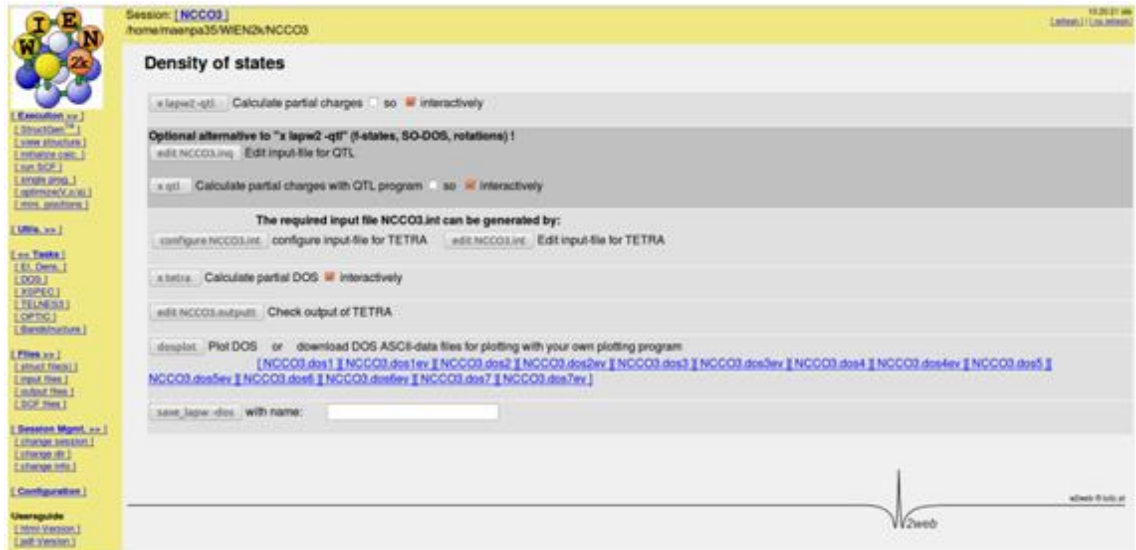 W I E N 2k
Session: [ NCCO3 ]
/home/maenpa35/WIEN2k/NCCO3
[ refresh ] | [ no refresh ]
Density of states
x lapw2 -qtl Calculate partial charges so interactively
Optional alternative to "x lapw2 -qtl" (f-states, SO-DOS, rotations) !
edit NCCO3.inq Edit input-file for QTL
x qtl Calculate partial charges with QTL program so interactively
The required input file NCCO3.int can be generated by:
configure NCCO3.int configure input-file for TETRA edit NCCO3.int Edit input-file for TETRA
x tetra Calculate partial DOS interactively
edit NCCO3.outputt Check output of TETRA
dosplot Plot DOS or download DOS ASCII-data files for plotting with your own plotting program
[ NCCO3.dos1 ][ NCCO3.dos1ev ][ NCCO3.dos2 ][ NCCO3.dos2ev ][ NCCO3.dos3 ][ NCCO3.dos3ev ][ NCCO3.dos4 ][ NCCO3.dos4ev ][ NCCO3.dos5 ][
NCCO3.dos5ev ][ NCCO3.dos6 ][ NCCO3.dos6ev ][ NCCO3.dos7 ][ NCCO3.dos7ev ]
save_lapw -dos with name:
[ Execution >> ]
[ StructGen™ ]
[ view structure ]
[ initialize calc. ]
[ run SCF ]
[ single prog. ]
[ optimize(V,c/a) ]
[ mini. positions ]
[ Utils. >> ]
[ << Tasks ]
[ El. Dens. ]
[ DOS ]
[ XSPEC ]
[ TELNES3 ]
[ OPTIC ]
[ Bandstructure ]
[ Files >> ]
[ struct file(s) ]
[ input files ]
[ output files ]
[ SCF files ]
[ Session Mgmt. >> ]
[ change session ]
[ change dir ]
[ change info ]
[ Configuration ]
Usersguide
[ html-Version ]
[ pdf-Version ]
w2web